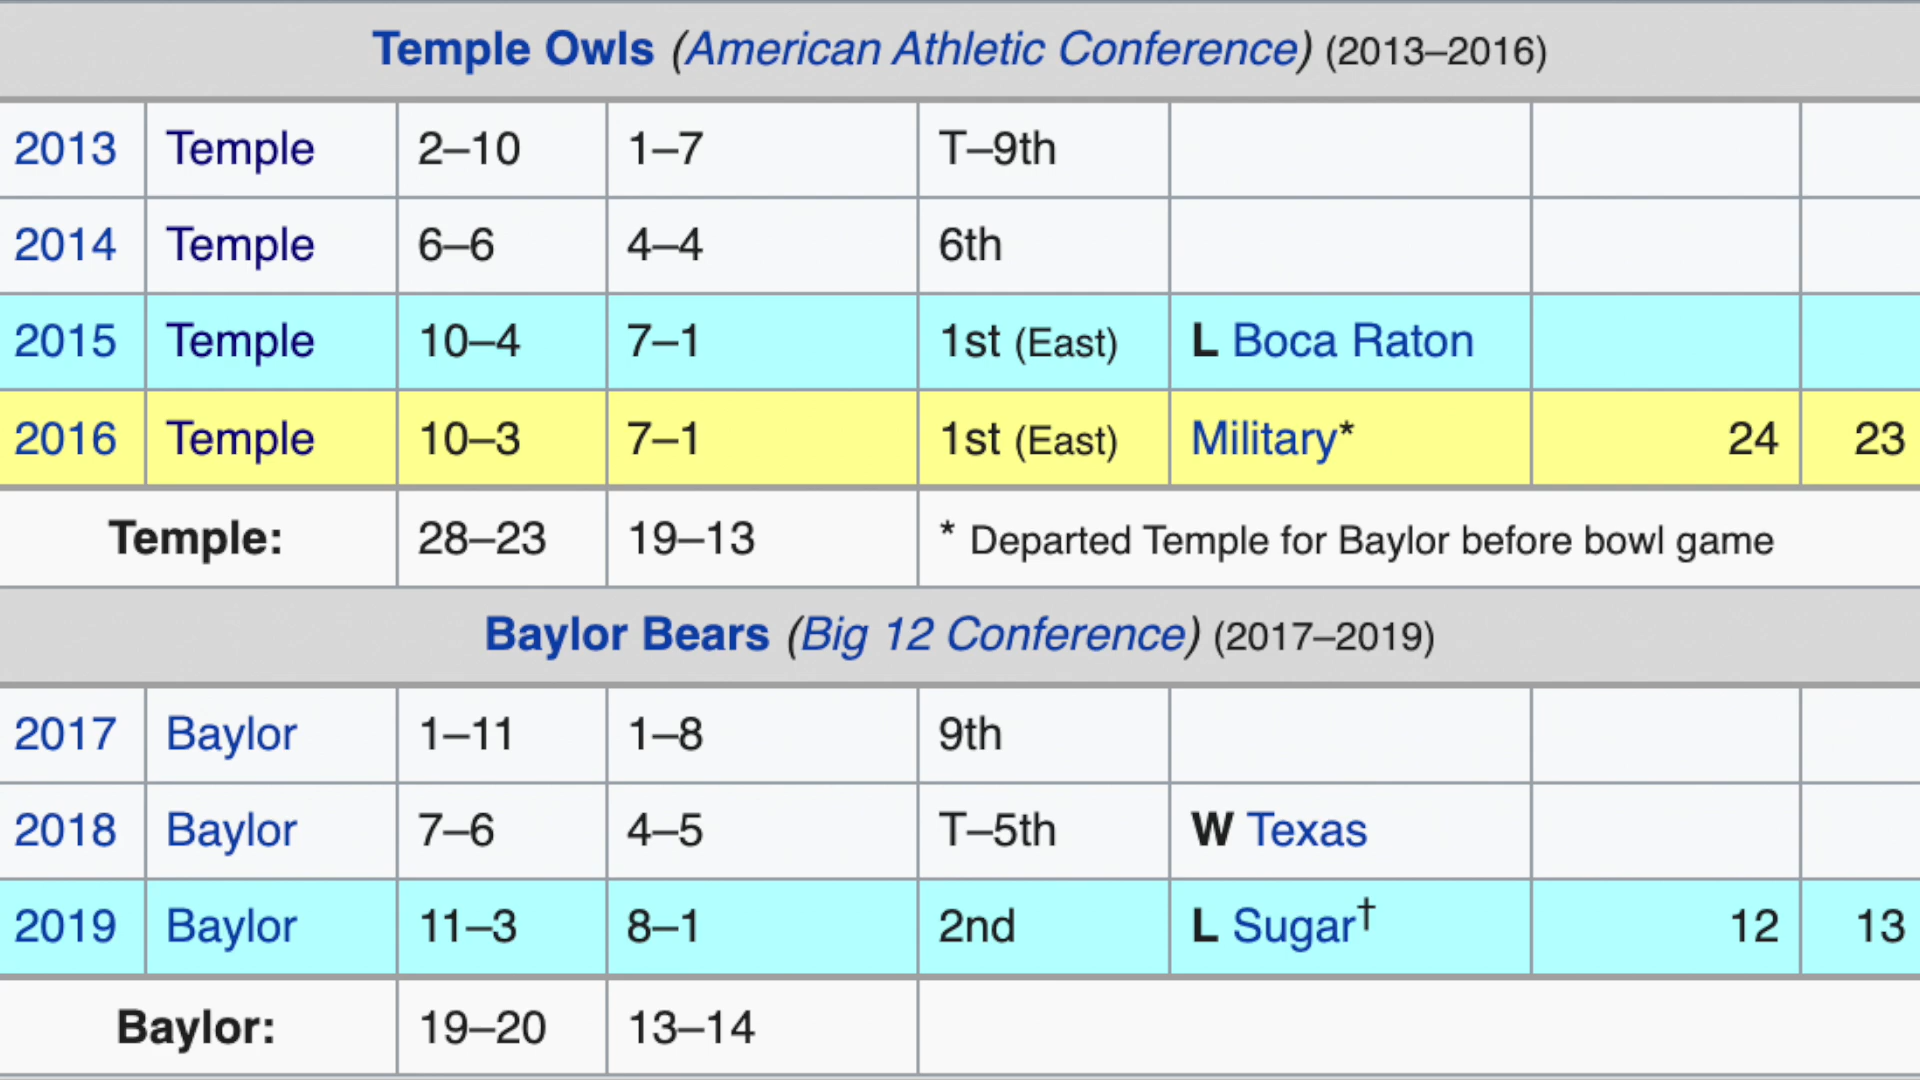 Temple Owls (American Athletic Conference) (2013–2016)
2013 Temple 2–10 1–7 T–9th
2014 Temple 6–6 4–4 6th
2015 Temple 10–4 7–1 1st (East) L Boca Raton
2016 Temple 10–3 7–1 1st (East) Military* 24 23
Temple: 28–23 19–13 * Departed Temple for Baylor before bowl game
Baylor Bears (Big 12 Conference) (2017–2019)
2017 Baylor 1–11 1–8 9th
2018 Baylor 7–6 4–5 T–5th W Texas
2019 Baylor 11–3 8–1 2nd L Sugar† 12 13
Baylor: 19–20 13–14